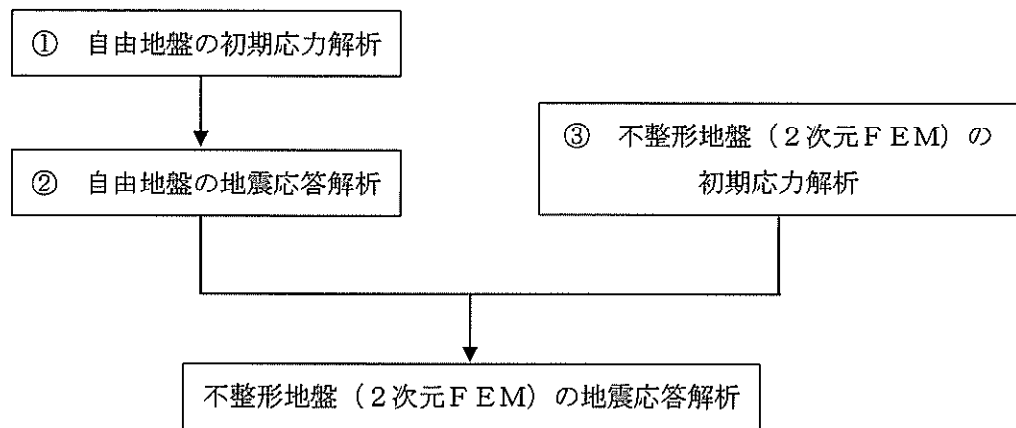 ① 自由地盤の初期応力解析
② 自由地盤の地震応答解析
③ 不整形地盤（２次元ＦＥＭ）の
初期応力解析
不整形地盤（２次元ＦＥＭ）の地震応答解析